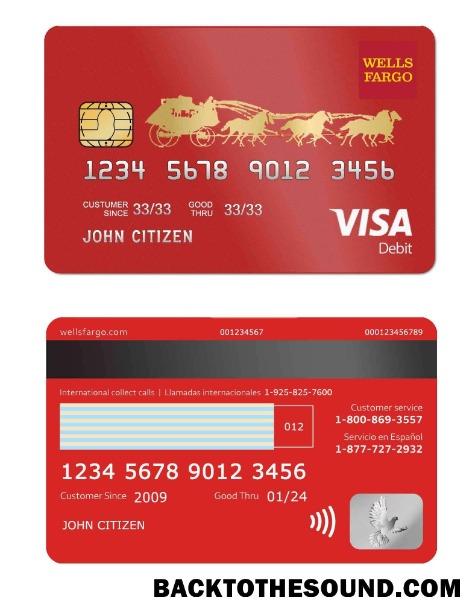 WELLS
FARGO
1234 5678 9012 3456
CUSTUMER SINCE 33/33 GOOD THRU 33/33
JOHN CITIZEN
VISA
Debit
wellsfargo.com 001234567 000123456789
International collect calls | Llamadas internacionales 1-925-825-7600
Customer service
1-800-869-3557
012
Servicio en Español
1-877-727-2932
1234 5678 9012 3456
Customer Since 2009 Good Thru 01/24
JOHN CITIZEN
BACKTOTHESOUND.COM